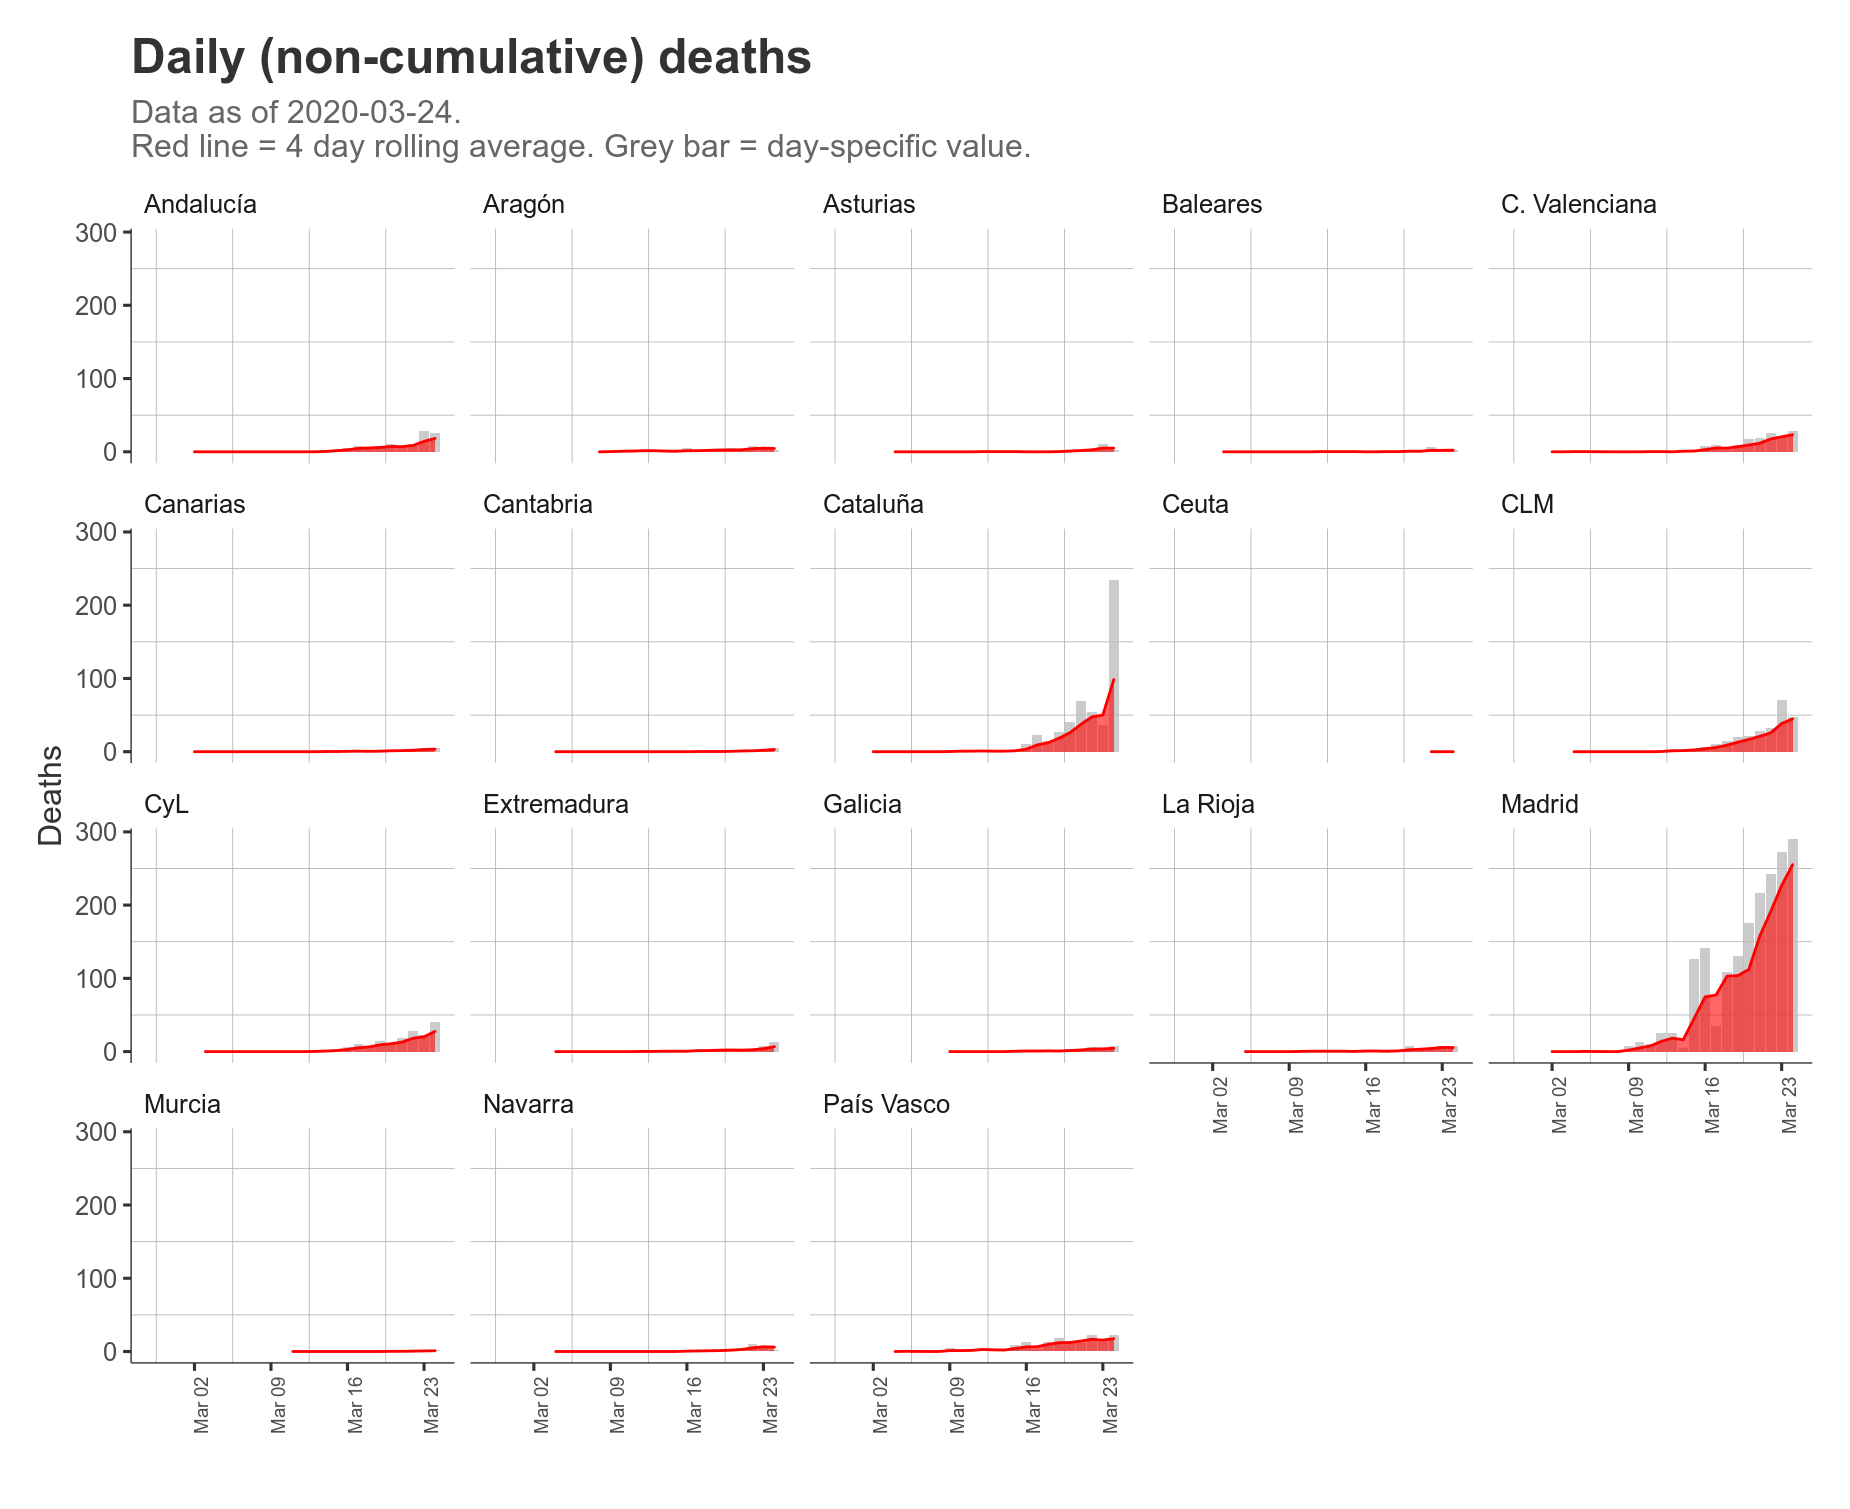 Daily (non-cumulative) deaths
Data as of 2020-03-24.
Red line = 4 day rolling average. Grey bar = day-specific value.
Deaths
Andalucía
Aragón
Asturias
Baleares
C. Valenciana
300
200
100
0
Canarias
Cantabria
Cataluña
Ceuta
CLM
300
200
100
0
CyL
Extremadura
Galicia
La Rioja
Madrid
300
200
100
0
Mar 02
Mar 09
Mar 16
Mar 23
Mar 02
Mar 09
Mar 16
Mar 23
Murcia
Navarra
País Vasco
300
200
100
0
Mar 02
Mar 09
Mar 16
Mar 23
Mar 02
Mar 09
Mar 16
Mar 23
Mar 02
Mar 09
Mar 16
Mar 23